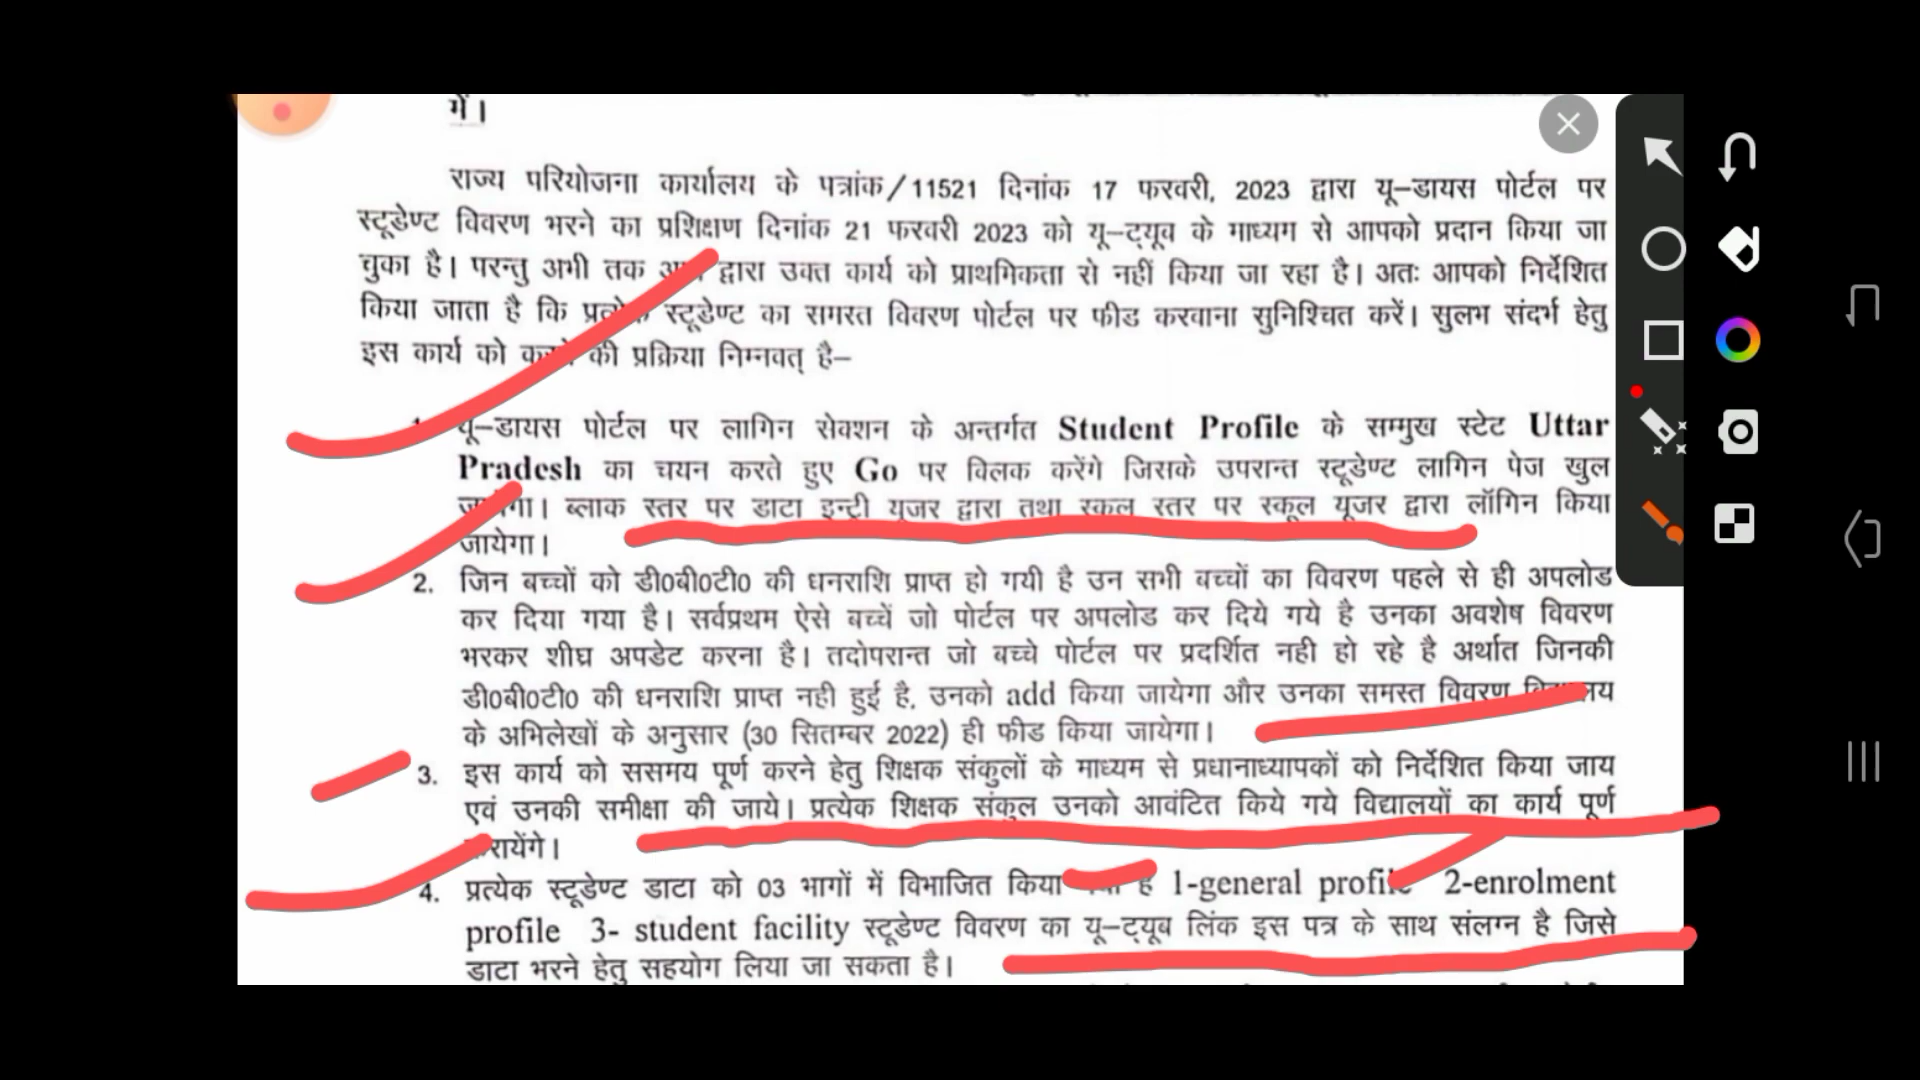 में।
राज्य परियोजना कार्यालय के पत्रांक/11521 दिनांक 17 फरवरी, 2023 द्वारा यू–डायस पोर्टल पर
स्टूडेण्ट विवरण भरने का प्रशिक्षण दिनांक 21 फरवरी 2023 को यू–ट्यूव के माध्यम से आपको प्रदान किया जा
चुका है। परन्तु अभी तक द्वारा उक्त कार्य को प्राथमिकता से नहीं किया जा रहा है। अतः आपको निर्देशित
किया जाता है कि प्रत्येक स्टूडेण्ट का समस्त विवरण पोर्टल पर फीड करवाना सुनिश्चित करें। सुलभ संदर्भ हेतु
इस कार्य को करने की प्रक्रिया निम्नवत् है–
यू–डायस पोर्टल पर लागिन सेक्शन के अन्तर्गत Student Profile के सम्मुख स्टेट Uttar
Pradesh का चयन करते हुए Go पर क्लिक करेंगे जिसके उपरान्त स्टूडेण्ट लागिन पेज खुल
जायेगा। ब्लाक स्तर पर डाटा इन्ट्री यूजर द्वारा तथा स्कूल स्तर पर स्कूल यूजर द्वारा लॉगिन किया
जायेगा।
2. जिन बच्चों को डी0बी0टी0 की धनराशि प्राप्त हो गयी है उन सभी बच्चों का विवरण पहले से ही अपलोड
कर दिया गया है। सर्वप्रथम ऐसे बच्चें जो पोर्टल पर अपलोड कर दिये गये है उनका अवशेष विवरण
भरकर शीघ्र अपडेट करना है। तदोपरान्त जो बच्चे पोर्टल पर प्रदर्शित नही हो रहे है अर्थात जिनकी
डी0बी0टी0 की धनराशि प्राप्त नही हुई है, उनको add किया जायेगा और उनका समस्त विवरण विद्यालय
के अभिलेखों के अनुसार (30 सितम्बर 2022) ही फीड किया जायेगा।
3. इस कार्य को ससमय पूर्ण करने हेतु शिक्षक संकुलों के माध्यम से प्रधानाध्यापकों को निर्देशित किया जाय
एवं उनकी समीक्षा की जाये। प्रत्येक शिक्षक संकुल उनको आवंटित किये गये विद्यालयों का कार्य पूर्ण
करायेंगे।
4. प्रत्येक स्टूडेण्ट डाटा को 03 भागों में विभाजित किया गया है 1-general profile 2-enrolment
profile 3- student facility स्टूडेण्ट विवरण का यू–ट्यूब लिंक इस पत्र के साथ संलग्न है जिसे
डाटा भरने हेतु सहयोग लिया जा सकता है।